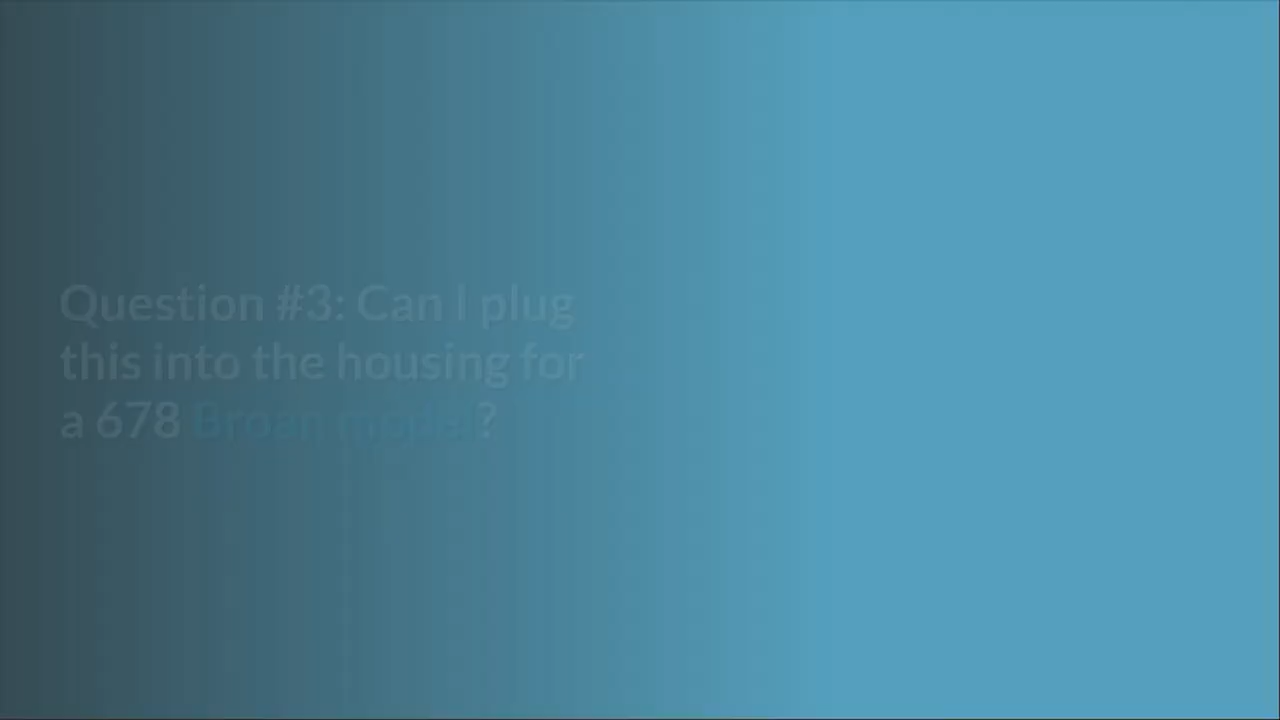 Question #3: Can I plug
this into the housing for
a 678 Broan model?